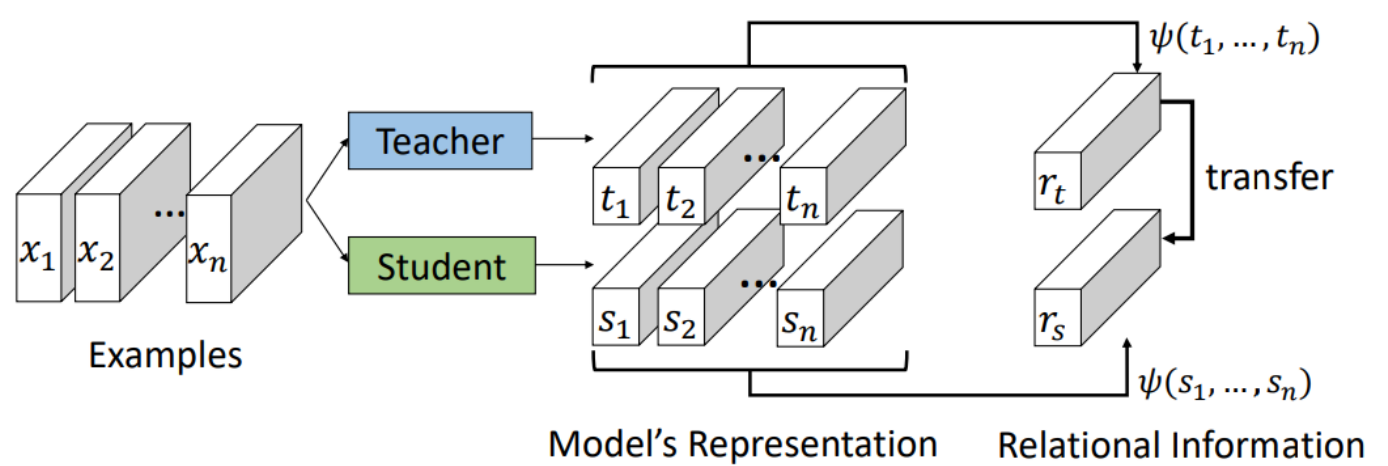 ψ(t₁, …, tₙ)
Teacher
t₁ t₂ … tₙ
rₜ
transfer
x₁ x₂ … xₙ
Student
s₁ s₂ … sₙ
rₛ
Examples
ψ(s₁, …, sₙ)
Model's Representation
Relational Information